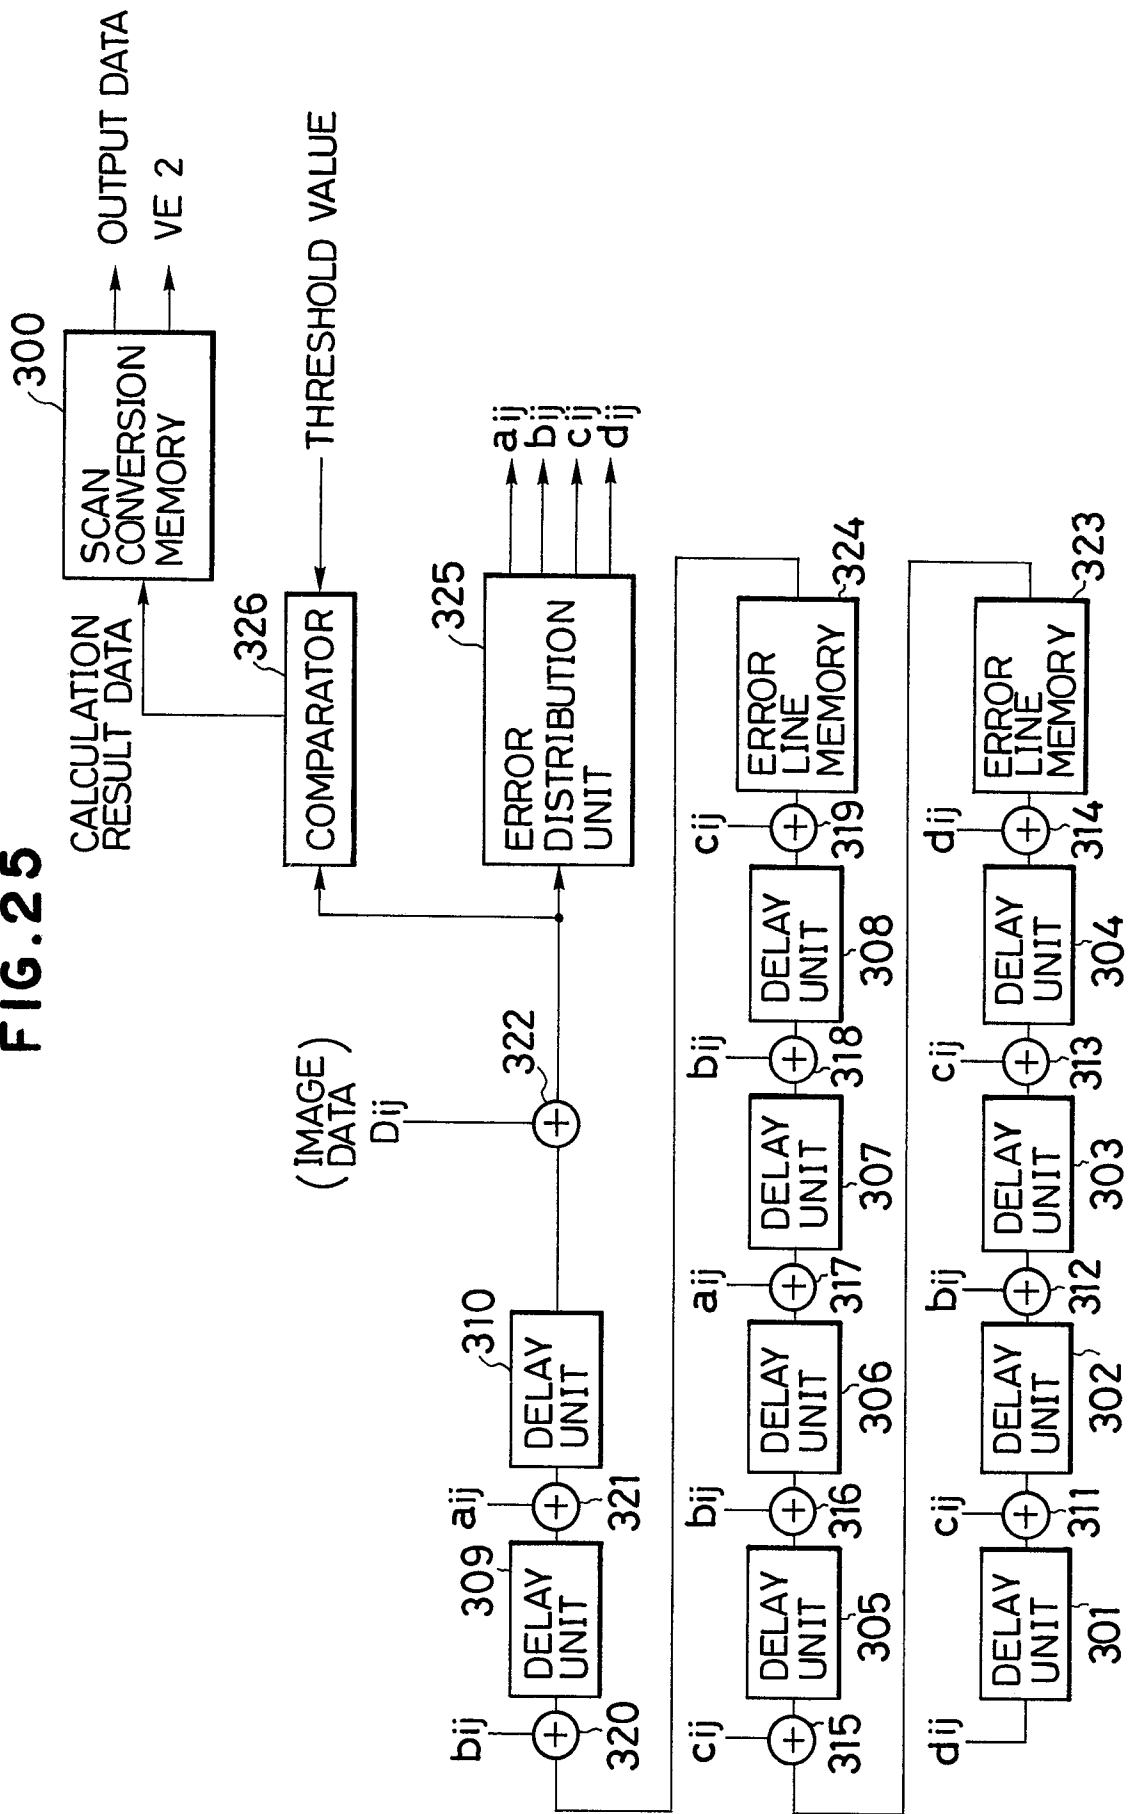 FIG.25
300
SCAN
CONVERSION
MEMORY
OUTPUT DATA
VE 2
CALCULATION
RESULT DATA
326
COMPARATOR
THRESHOLD VALUE
(IMAGE
DATA)
Dij
322
+
325
ERROR
DISTRIBUTION
UNIT
aij
bij
cij
dij
bij
+
320
309
DELAY
UNIT
aij
+
321
310
DELAY
UNIT
cij
+
315
DELAY
UNIT
305
bij
+
316
DELAY
UNIT
306
aij
+
317
DELAY
UNIT
307
bij
+
318
DELAY
UNIT
308
cij
+
319
ERROR
LINE
MEMORY
324
dij
DELAY
UNIT
301
cij
+
311
DELAY
UNIT
302
bij
+
312
DELAY
UNIT
303
cij
+
313
DELAY
UNIT
304
dij
+
314
ERROR
LINE
MEMORY
323